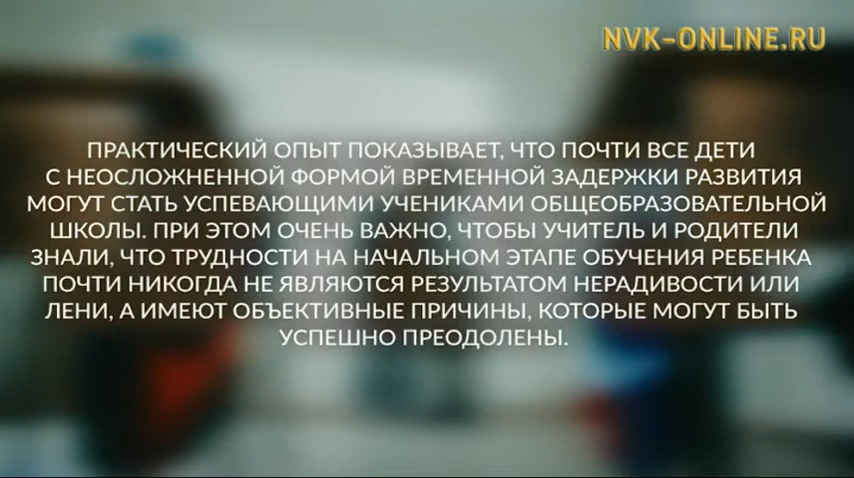 NVK-ONLINE.RU
ПРАКТИЧЕСКИЙ ОПЫТ ПОКАЗЫВАЕТ, ЧТО ПОЧТИ ВСЕ ДЕТИ
С НЕОСЛОЖНЕННОЙ ФОРМОЙ ВРЕМЕННОЙ ЗАДЕРЖКИ РАЗВИТИЯ
МОГУТ СТАТЬ УСПЕВАЮЩИМИ УЧЕНИКАМИ ОБЩЕОБРАЗОВАТЕЛЬНОЙ
ШКОЛЫ. ПРИ ЭТОМ ОЧЕНЬ ВАЖНО, ЧТОБЫ УЧИТЕЛЬ И РОДИТЕЛИ
ЗНАЛИ, ЧТО ТРУДНОСТИ НА НАЧАЛЬНОМ ЭТАПЕ ОБУЧЕНИЯ РЕБЕНКА
ПОЧТИ НИКОГДА НЕ ЯВЛЯЮТСЯ РЕЗУЛЬТАТОМ НЕРАДИВОСТИ ИЛИ
ЛЕНИ, А ИМЕЮТ ОБЪЕКТИВНЫЕ ПРИЧИНЫ, КОТОРЫЕ МОГУТ БЫТЬ
УСПЕШНО ПРЕОДОЛЕНЫ.